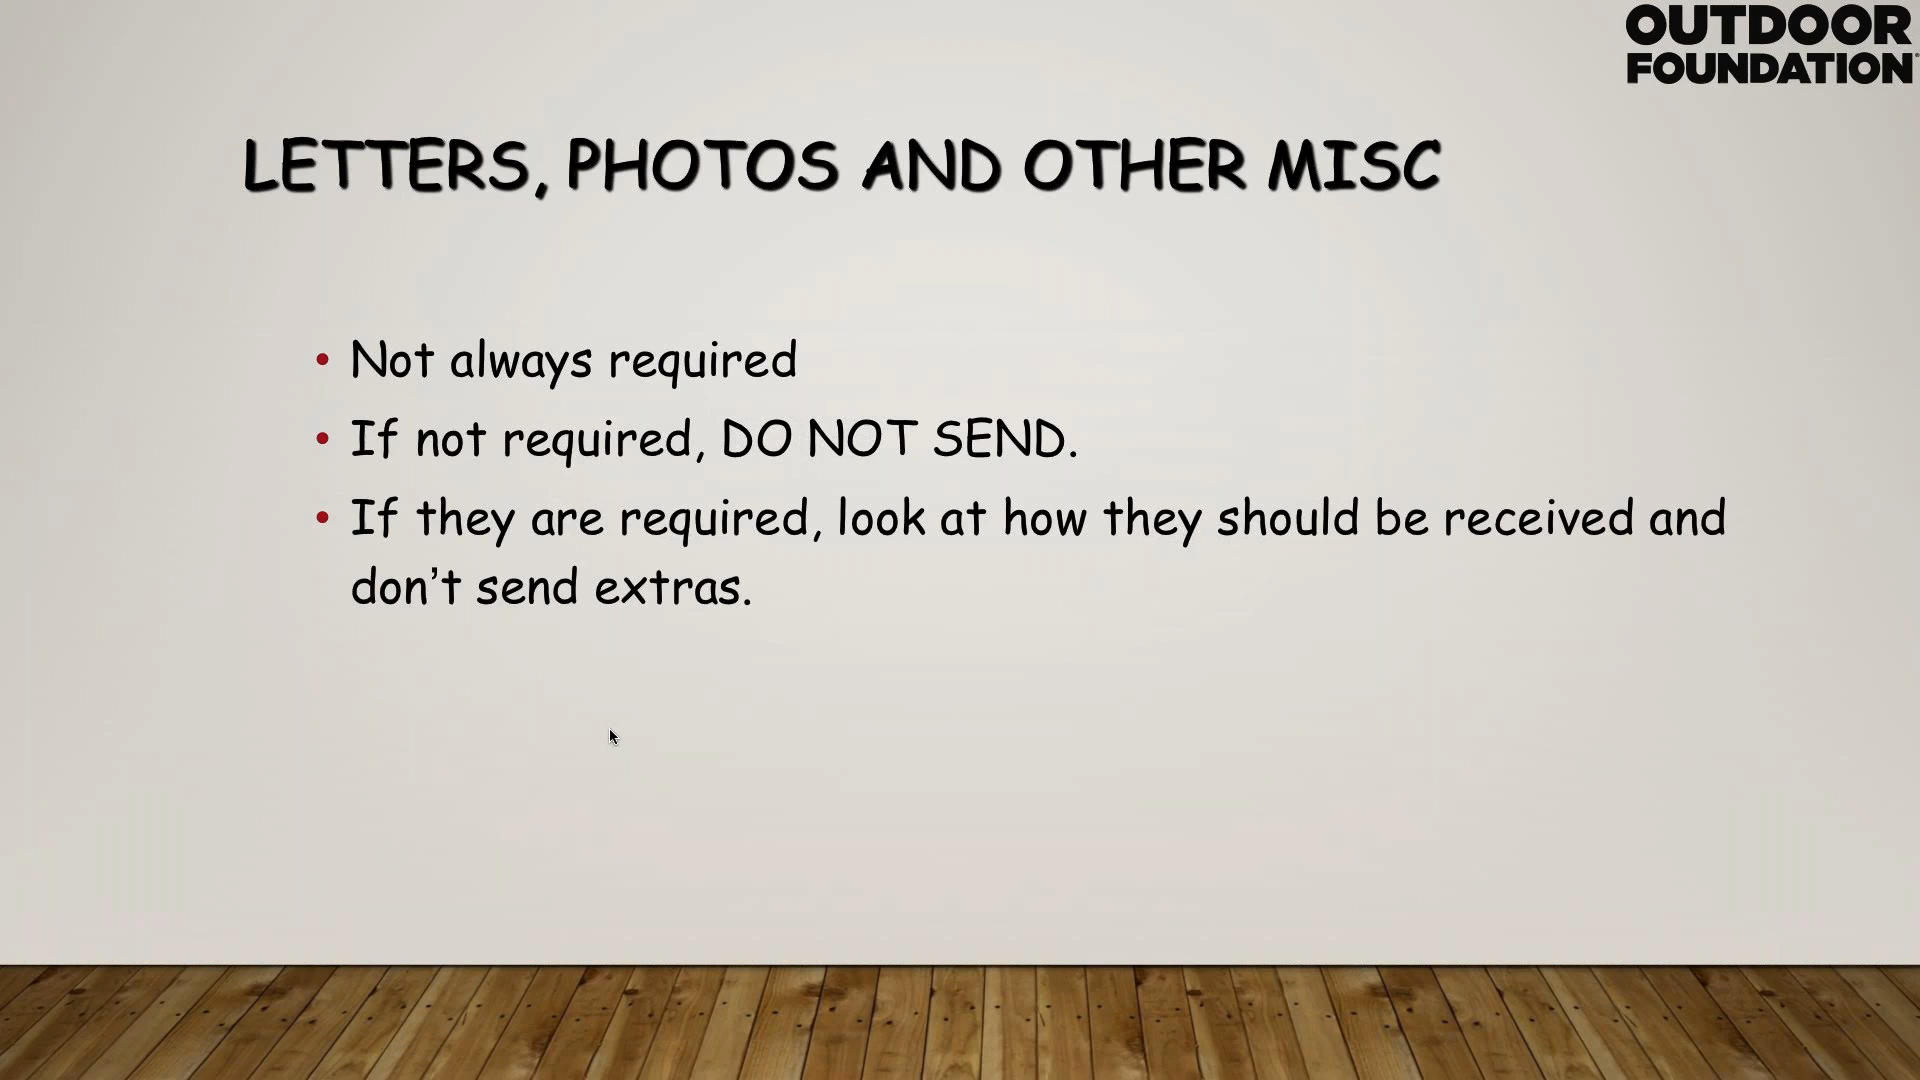 OUTDOOR
FOUNDATION
LETTERS, PHOTOS AND OTHER MISC
• Not always required
• If not required, DO NOT SEND.
• If they are required, look at how they should be received and
don’t send extras.